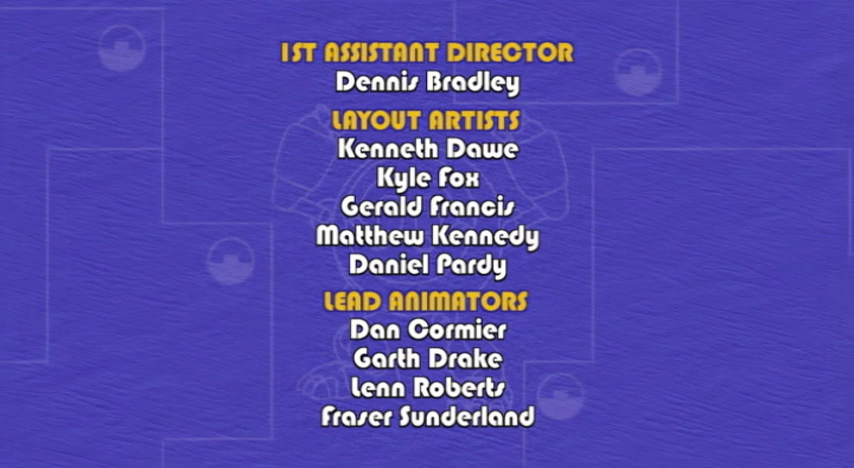 1ST ASSISTANT DIRECTOR
Dennis Bradley
LAYOUT ARTISTS
Kenneth Dawe
Kyle Fox
Gerald Francis
Matthew Kennedy
Daniel Pardy
LEAD ANIMATORS
Dan Cormier
Garth Drake
Lenn Roberts
Fraser Sunderland